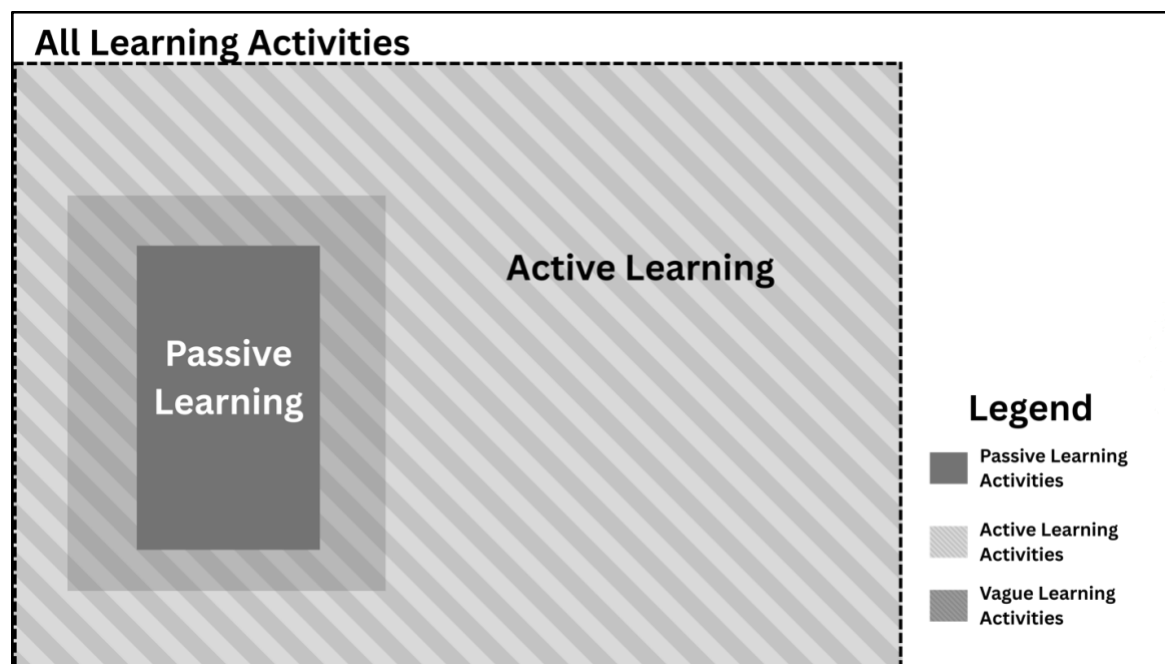 All Learning Activities
Active Learning
Passive
Learning
Legend
Passive Learning
Activities
Active Learning
Activities
Vague Learning
Activities